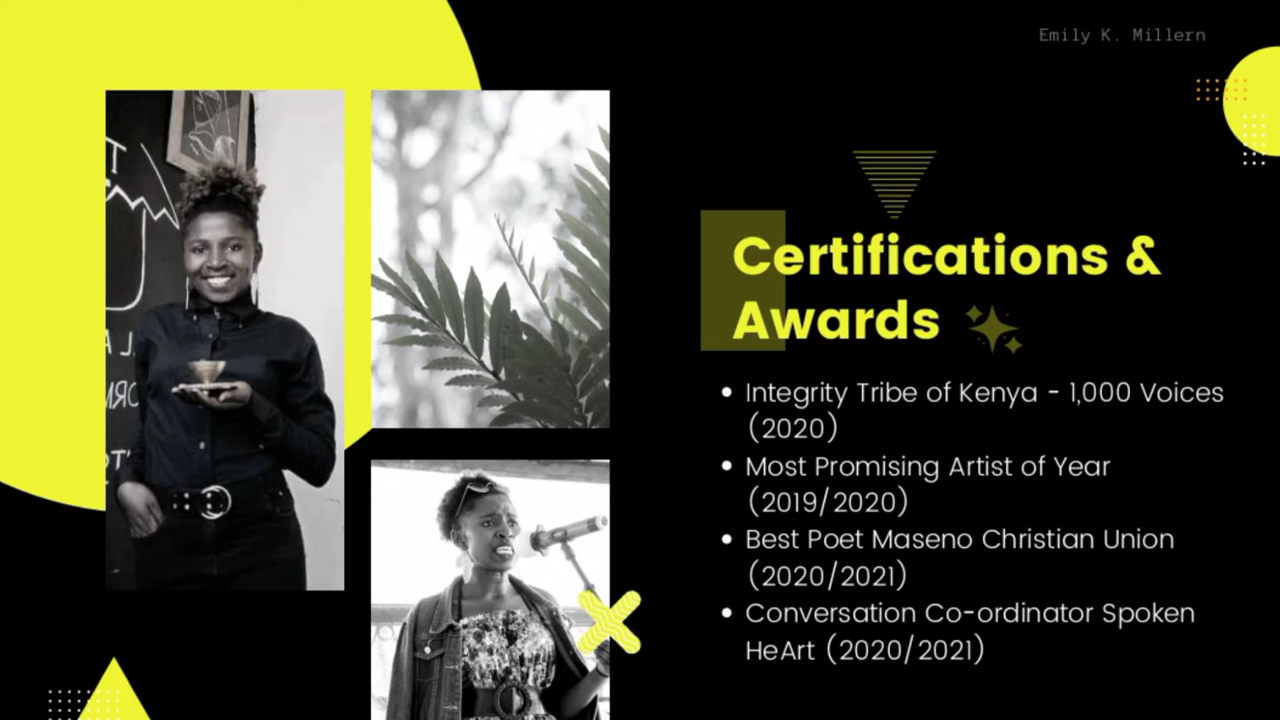 Emily K. Millern
Certifications &
Awards
Integrity Tribe of Kenya - 1,000 Voices
(2020)
Most Promising Artist of Year
(2019/2020)
Best Poet Maseno Christian Union
(2020/2021)
Conversation Co-ordinator Spoken
HeArt (2020/2021)